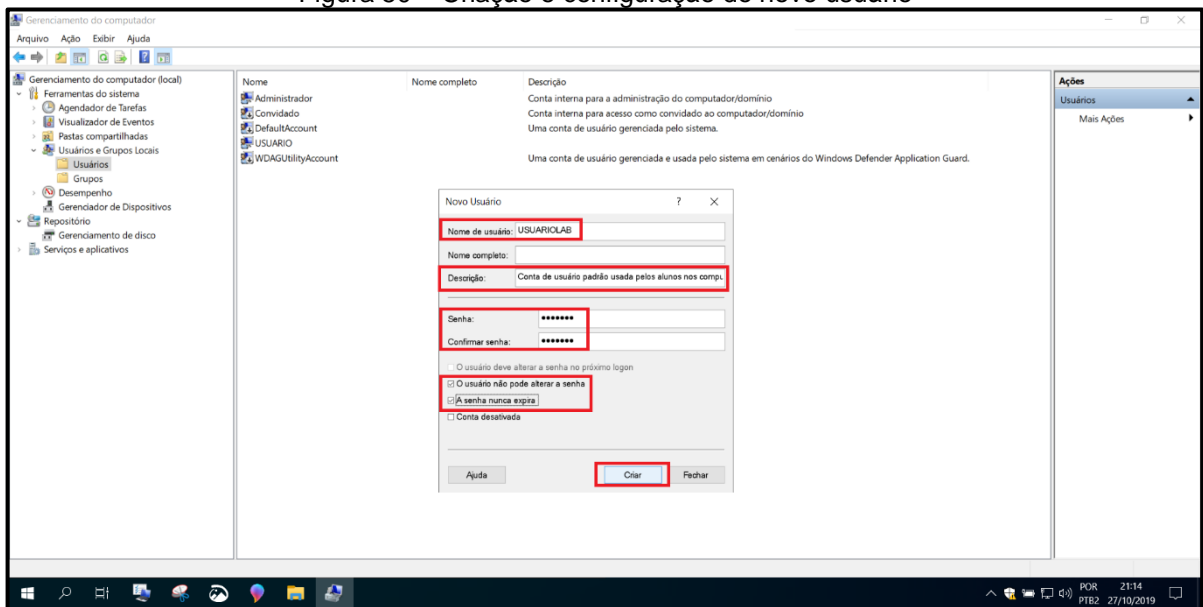 Figura 30 – Criação e configuração do novo usuário
Gerenciamento do computador
Arquivo Ação Exibir Ajuda
Gerenciamento do computador (local)
Ferramentas do sistema
Agendador de Tarefas
Visualizador de Eventos
Pastas compartilhadas
Usuários e Grupos Locais
Usuários
Grupos
Desempenho
Gerenciador de Dispositivos
Repositório
Gerenciamento de disco
Serviços e aplicativos
Nome Nome completo Descrição
Administrador Conta interna para a administração do computador/domínio
Convidado Conta interna para acesso como convidado ao computador/domínio
DefaultAccount Uma conta de usuário gerenciada pelo sistema.
USUARIO
WDAGUtilityAccount Uma conta de usuário gerenciada e usada pelo sistema em cenários do Windows Defender Application Guard.
Ações
Usuários
Mais Ações
Novo Usuário ? ×
Nome de usuário: USUARIOLAB
Nome completo:
Descrição: Conta de usuário padrão usada pelos alunos nos compu
Senha: •••••••
Confirmar senha: •••••••
O usuário deve alterar a senha no próximo logon
O usuário não pode alterar a senha
A senha nunca expira
Conta desativada
Ajuda Criar Fechar
POR 21:14
PTB2 27/10/2019